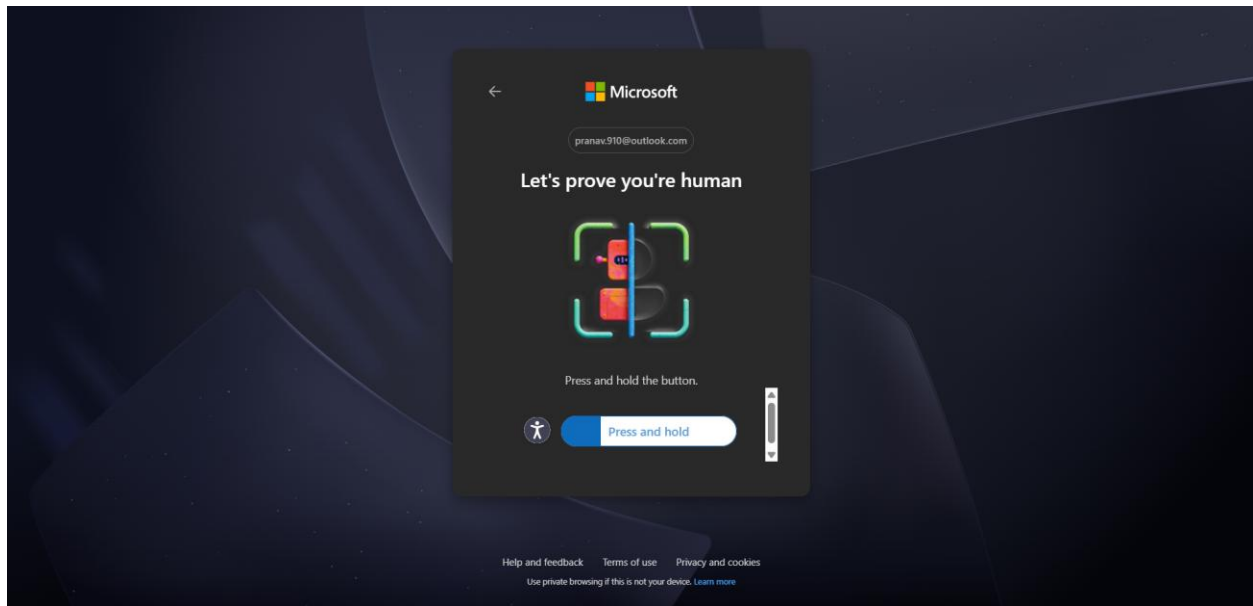 Microsoft
pranav.910@outlook.com
Let's prove you're human
Press and hold the button.
Press and hold
Help and feedback Terms of use Privacy and cookies
Use private browsing if this is not your device. Learn more